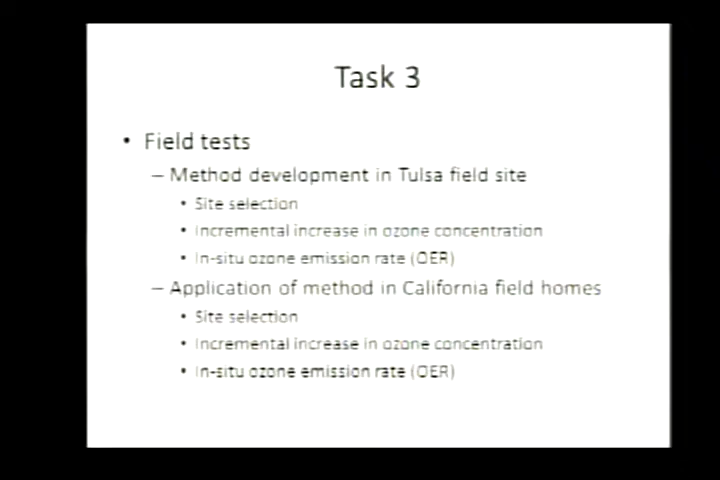 Task 3
• Field tests
– Method development in Tulsa field site
• Site selection
• Incremental increase in ozone concentration
• In-situ ozone emission rate (OER)
– Application of method in California field homes
• Site selection
• Incremental increase in ozone concentration
• In-situ ozone emission rate (OER)